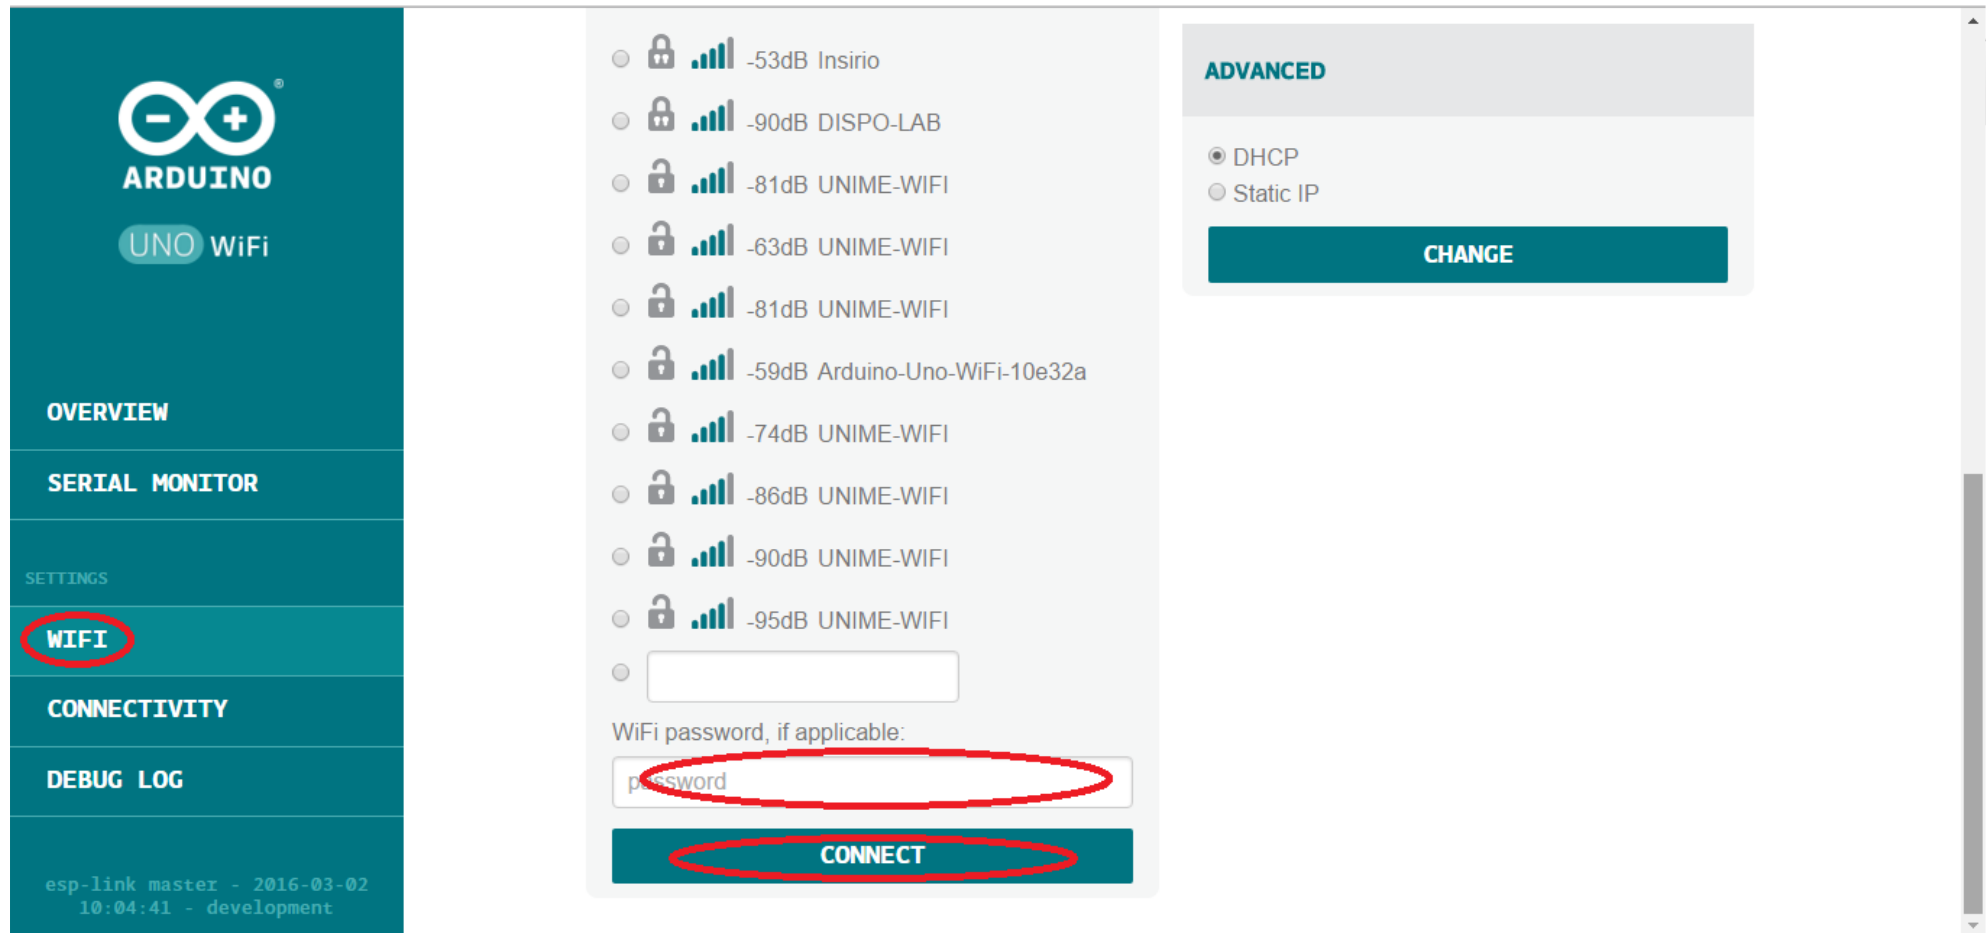 ARDUINO
UNO WiFi
OVERVIEW
SERIAL MONITOR
SETTINGS
WIFI
CONNECTIVITY
DEBUG LOG
esp-link master - 2016-03-02
10:04:41 - development
-53dB Insirio
-90dB DISPO-LAB
-81dB UNIME-WIFI
-63dB UNIME-WIFI
-81dB UNIME-WIFI
-59dB Arduino-Uno-WiFi-10e32a
-74dB UNIME-WIFI
-86dB UNIME-WIFI
-90dB UNIME-WIFI
-95dB UNIME-WIFI
WiFi password, if applicable:
password
CONNECT
ADVANCED
DHCP
Static IP
CHANGE